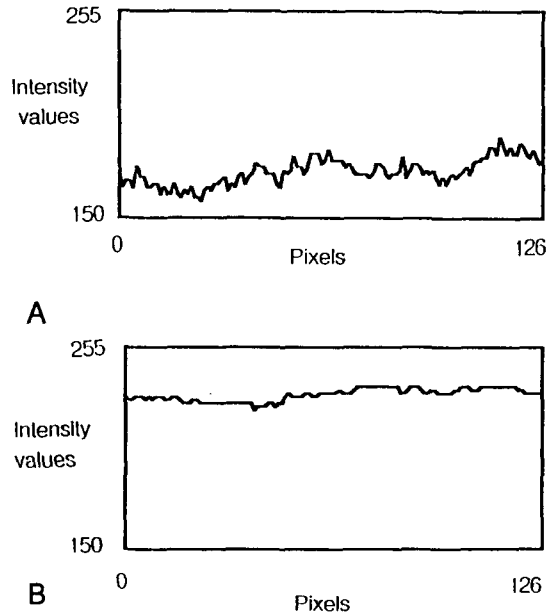 255
Intensity
values
150
0
126
Pixels
A
255
Intensity
values
150
0
126
Pixels
B